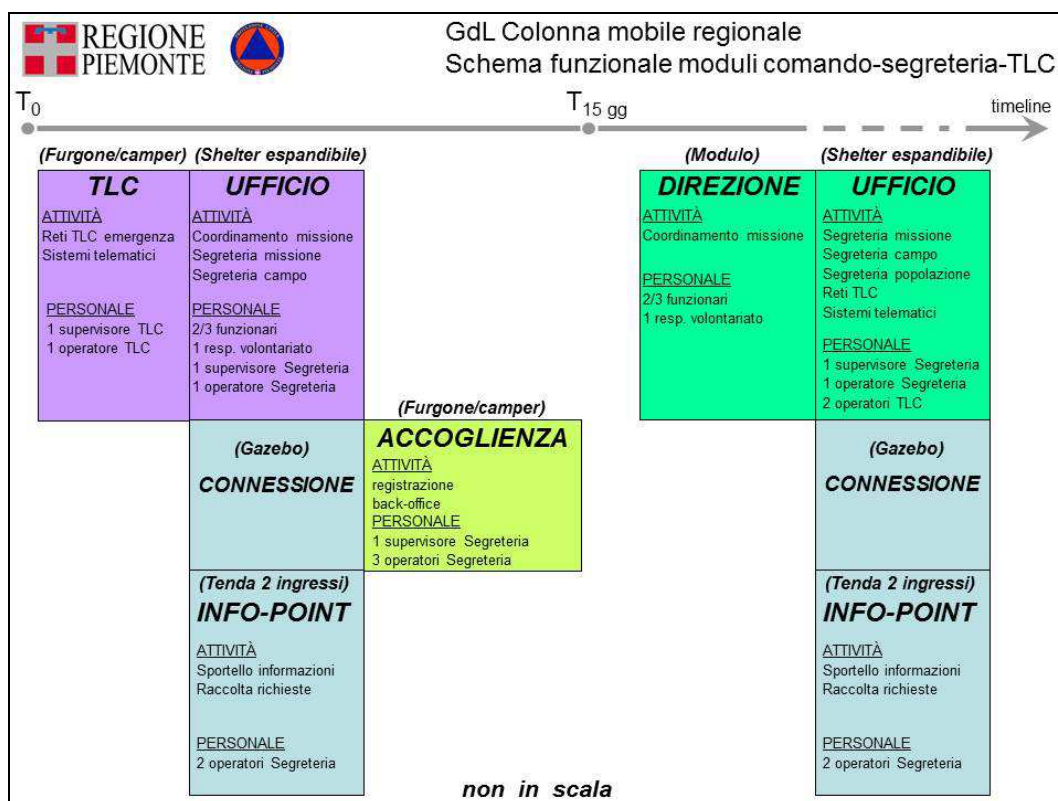 REGIONE
PIEMONTE
GdL Colonna mobile regionale
Schema funzionale moduli comando-segreteria-TLC
T0
T15 gg
timeline
(Furgone/camper)
TLC
ATTIVITÀ
Reti TLC emergenza
Sistemi telematici
PERSONALE
1 supervisore TLC
1 operatore TLC
(Shelter espandibile)
UFFICIO
ATTIVITÀ
Coordinamento missione
Segreteria missione
Segreteria campo
PERSONALE
2/3 funzionari
1 resp. volontariato
1 supervisore Segreteria
1 operatore Segreteria
(Gazebo)
CONNESSIONE
(Furgone/camper)
ACCOGLIENZA
ATTIVITÀ
registrazione
back-office
PERSONALE
1 supervisore Segreteria
3 operatori Segreteria
(Tenda 2 ingressi)
INFO-POINT
ATTIVITÀ
Sportello informazioni
Raccolta richieste
PERSONALE
2 operatori Segreteria
(Modulo)
DIREZIONE
ATTIVITÀ
Coordinamento missione
PERSONALE
2/3 funzionari
1 resp. volontariato
(Shelter espandibile)
UFFICIO
ATTIVITÀ
Segreteria missione
Segreteria campo
Segreteria popolazione
Reti TLC
Sistemi telematici
PERSONALE
1 supervisore Segreteria
1 operatore Segreteria
2 operatori TLC
(Gazebo)
CONNESSIONE
(Tenda 2 ingressi)
INFO-POINT
ATTIVITÀ
Sportello informazioni
Raccolta richieste
PERSONALE
2 operatori Segreteria
non in scala